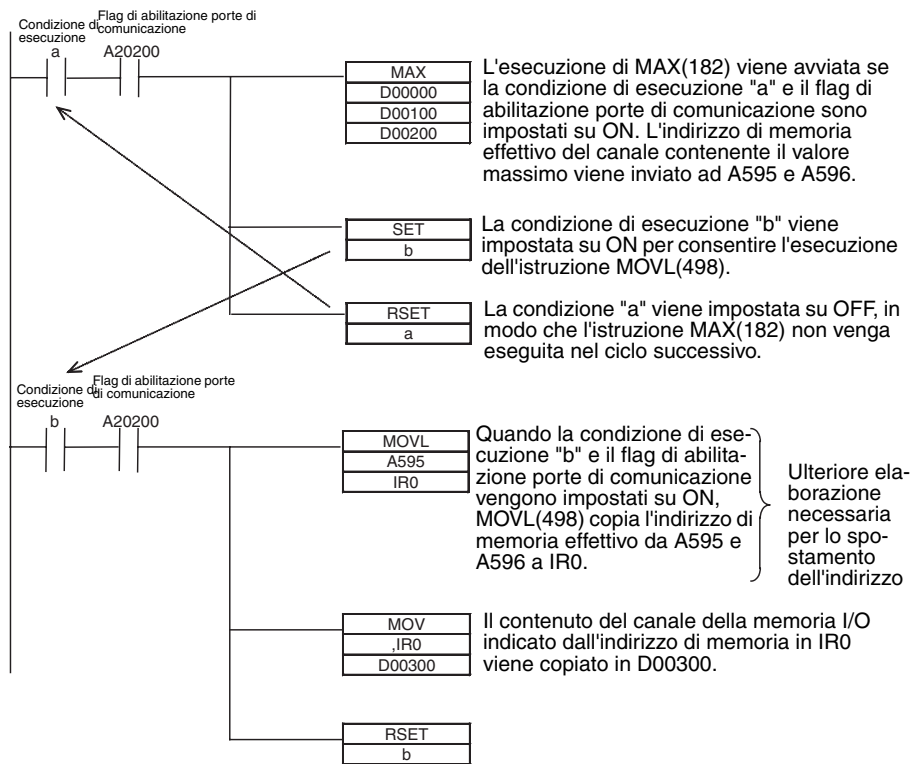 Condizione di
esecuzione
Flag di abilitazione porte di
comunicazione
a
A20200
MAX
D00000
D00100
D00200
L'esecuzione di MAX(182) viene avviata se
la condizione di esecuzione "a" e il flag di
abilitazione porte di comunicazione sono
impostati su ON. L'indirizzo di memoria
effettivo del canale contenente il valore
massimo viene inviato ad A595 e A596.
SET
b
La condizione di esecuzione "b" viene
impostata su ON per consentire l'esecuzione
dell'istruzione MOVL(498).
RSET
a
La condizione "a" viene impostata su OFF, in
modo che l'istruzione MAX(182) non venga
eseguita nel ciclo successivo.
Condizione di
esecuzione
Flag di abilitazione porte
di comunicazione
b
A20200
MOVL
A595
IR0
Quando la condizione di ese-
cuzione "b" e il flag di abilita-
zione porte di comunicazione
vengono impostati su ON,
MOVL(498) copia l'indirizzo di
memoria effettivo da A595 e
A596 a IR0.
Ulteriore ela-
borazione
necessaria
per lo spo-
stamento
dell'indirizzo
MOV
,IR0
D00300
Il contenuto del canale della memoria I/O
indicato dall'indirizzo di memoria in IR0
viene copiato in D00300.
RSET
b